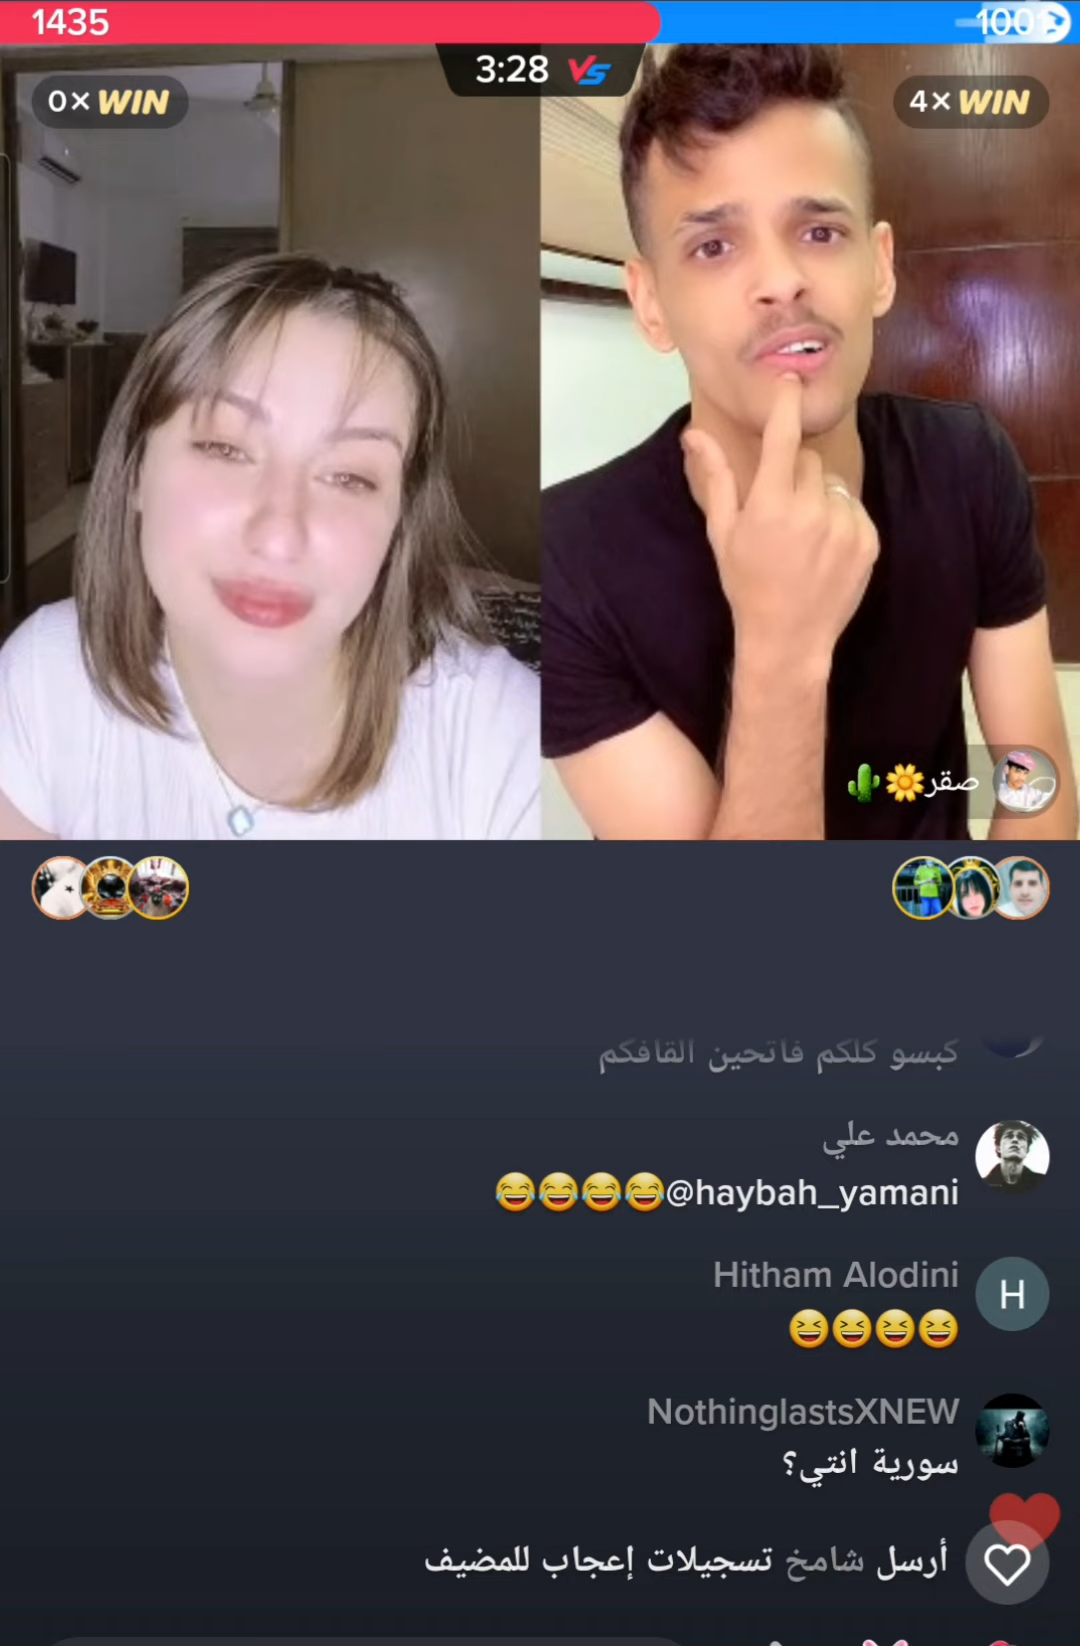 1435
3:28 VS
0× WIN
4× WIN
صقر
كبسو كلكم فاتحين القافكم
محمد علي
@haybah_yamani
Hitham Alodini
H
NothinglastsXNEW
سورية انتي؟
أرسل شامخ تسجيلات إعجاب للمضيف